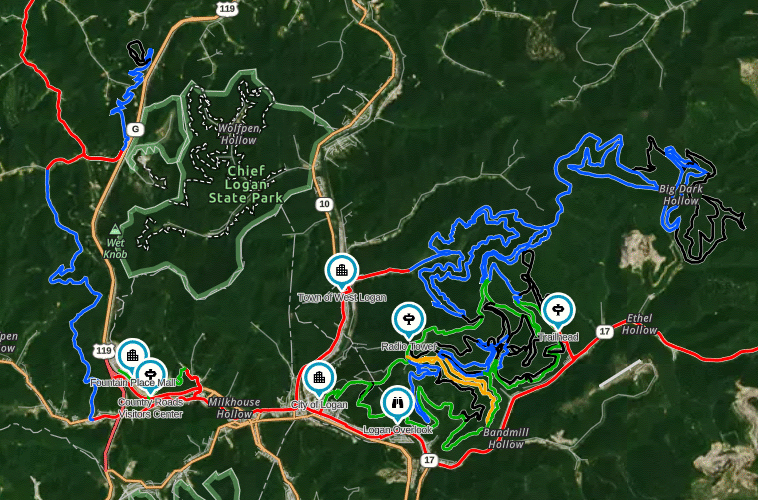 119
G
Wolfpen
Hollow
Chief
Logan
State Park
10
Big Dark
Hollow
Wet
Knob
Town of West Logan
Trailhead
Ethel
Hollow
17
pen
ow
Radio Tower
119
Fountain Place Mall
Country Roads
Visitors Center
Milkhouse
Hollow
City of Logan
Logan Overlook
Bandmill
Hollow
17